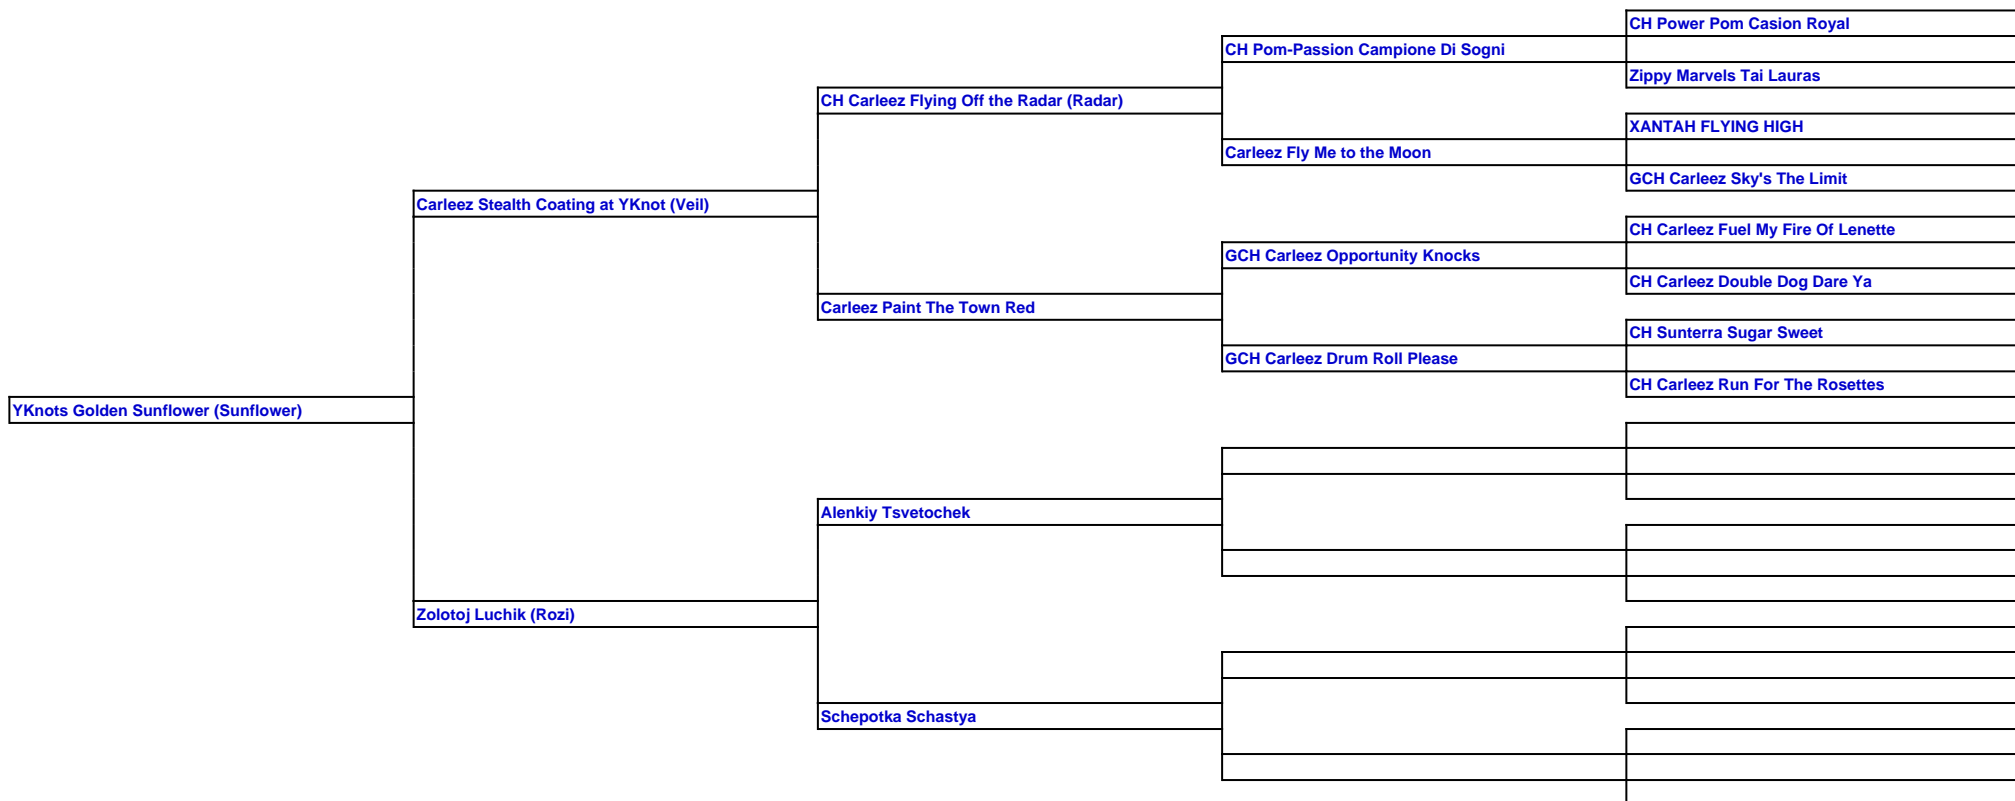 CH Power Pom Casion Royal
CH Pom-Passion Campione Di Sogni
Zippy Marvels Tai Lauras
CH Carleez Flying Off the Radar (Radar)
XANTAH FLYING HIGH
Carleez Fly Me to the Moon
GCH Carleez Sky's The Limit
Carleez Stealth Coating at YKnot (Veil)
CH Carleez Fuel My Fire Of Lenette
GCH Carleez Opportunity Knocks
CH Carleez Double Dog Dare Ya
Carleez Paint The Town Red
CH Sunterra Sugar Sweet
GCH Carleez Drum Roll Please
CH Carleez Run For The Rosettes
YKnots Golden Sunflower (Sunflower)
Alenkiy Tsvetochek
Zolotoj Luchik (Rozi)
Schepotka Schastya